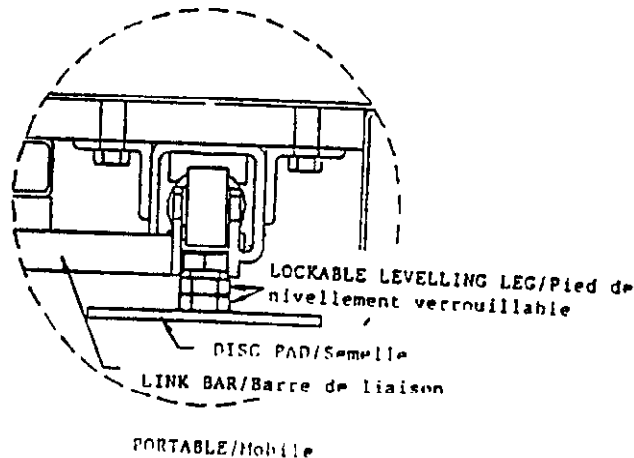 LOCKABLE LEVELLING LEG/Pied de
nivellement verrouillable
DISC PAD/Semelle
LINK BAR/Barre de liaison
PORTABLE/Mobile